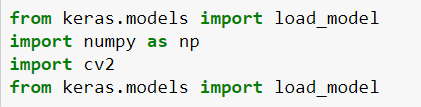 from keras.models import load_model
import numpy as np
import cv2
from keras.models import load_model